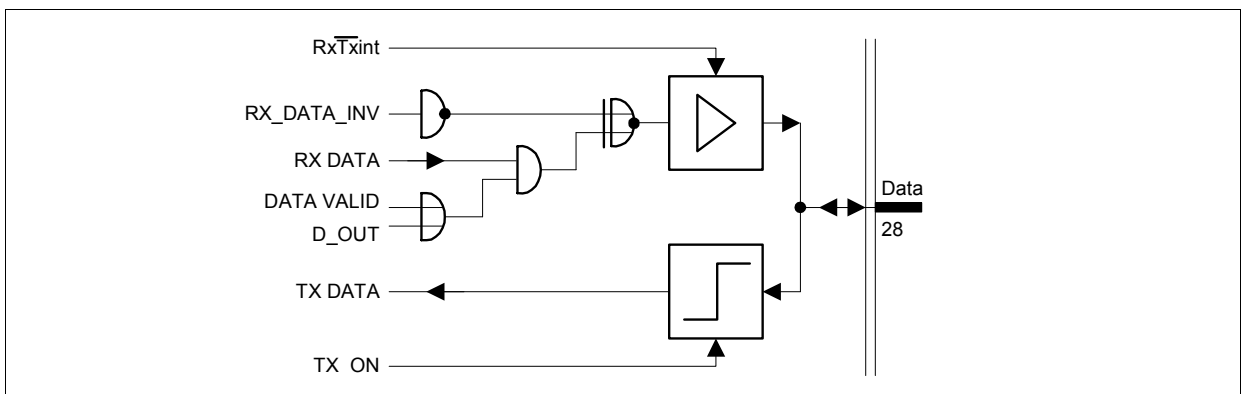 RxTxint
RX_DATA_INV
RX DATA
DATA VALID
D_OUT
Data
28
TX DATA
TX ON